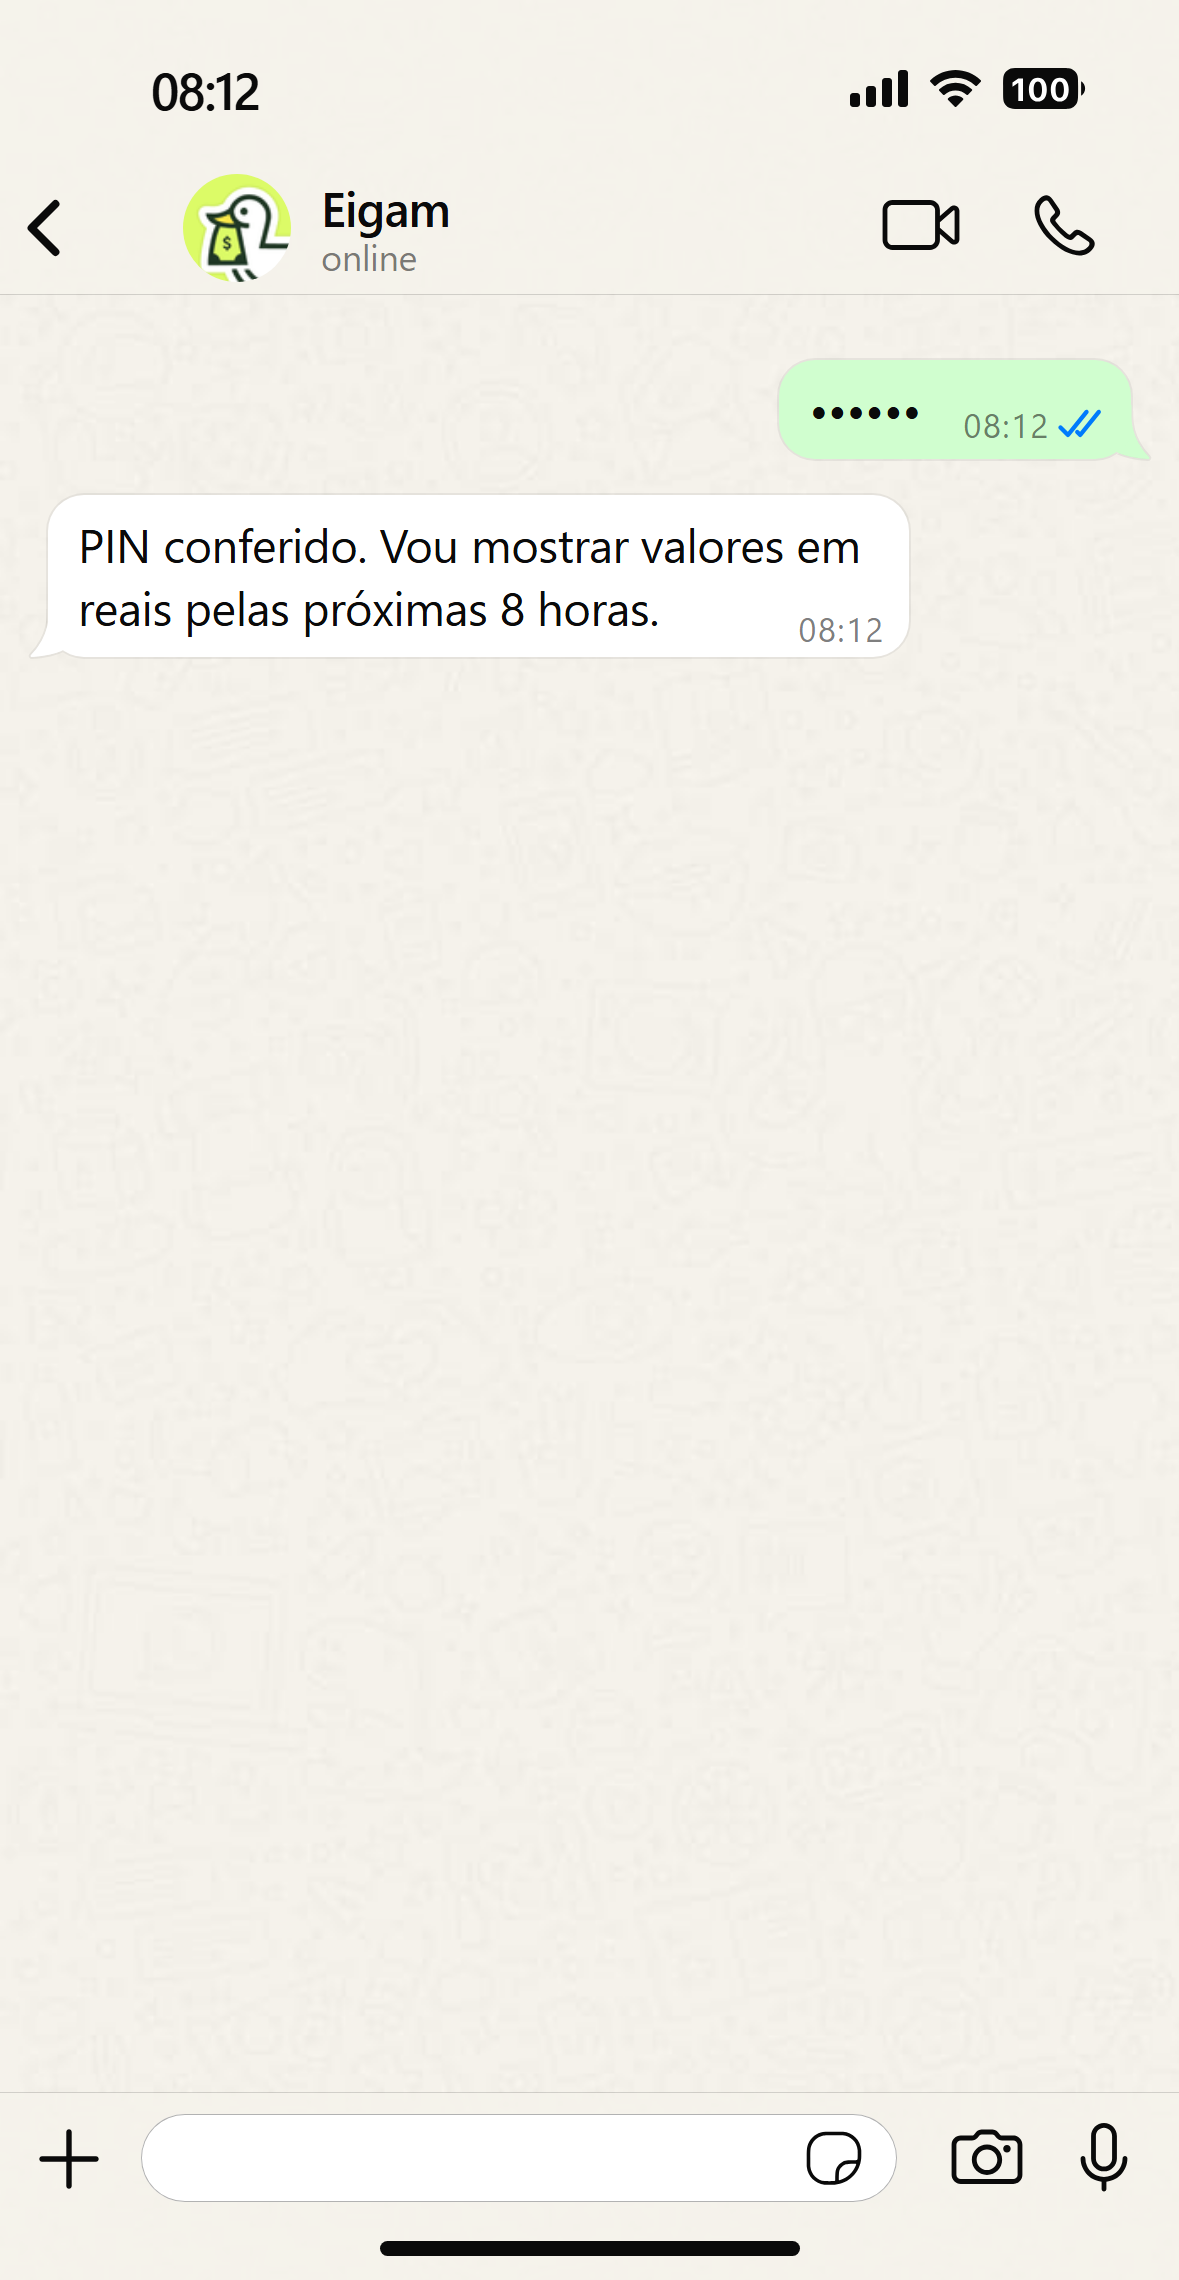 08:12
100
$
Eigam
online
•••••• 08:12
PIN conferido. Vou mostrar valores em
reais pelas próximas 8 horas.
08:12